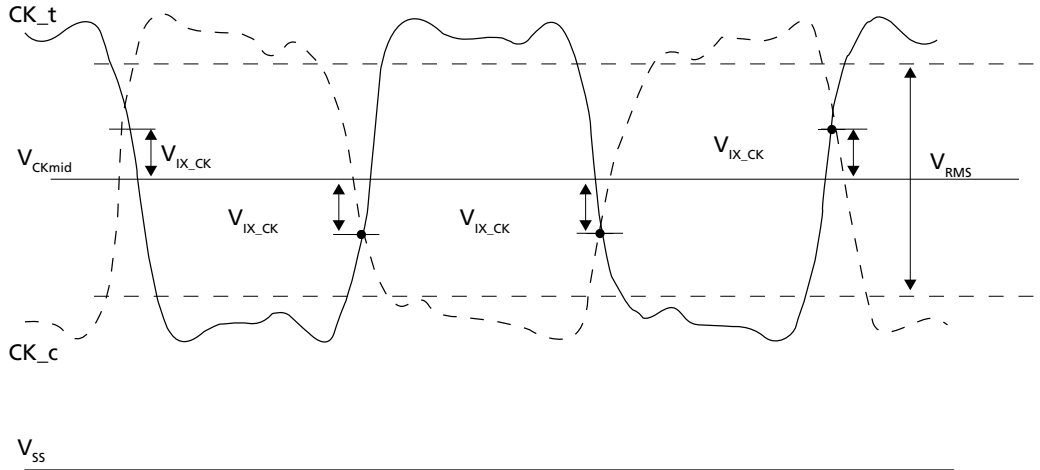 CK_t
V_CKmid
V_IX_CK
V_IX_CK
V_IX_CK
V_IX_CK
V_RMS
CK_c
V_SS